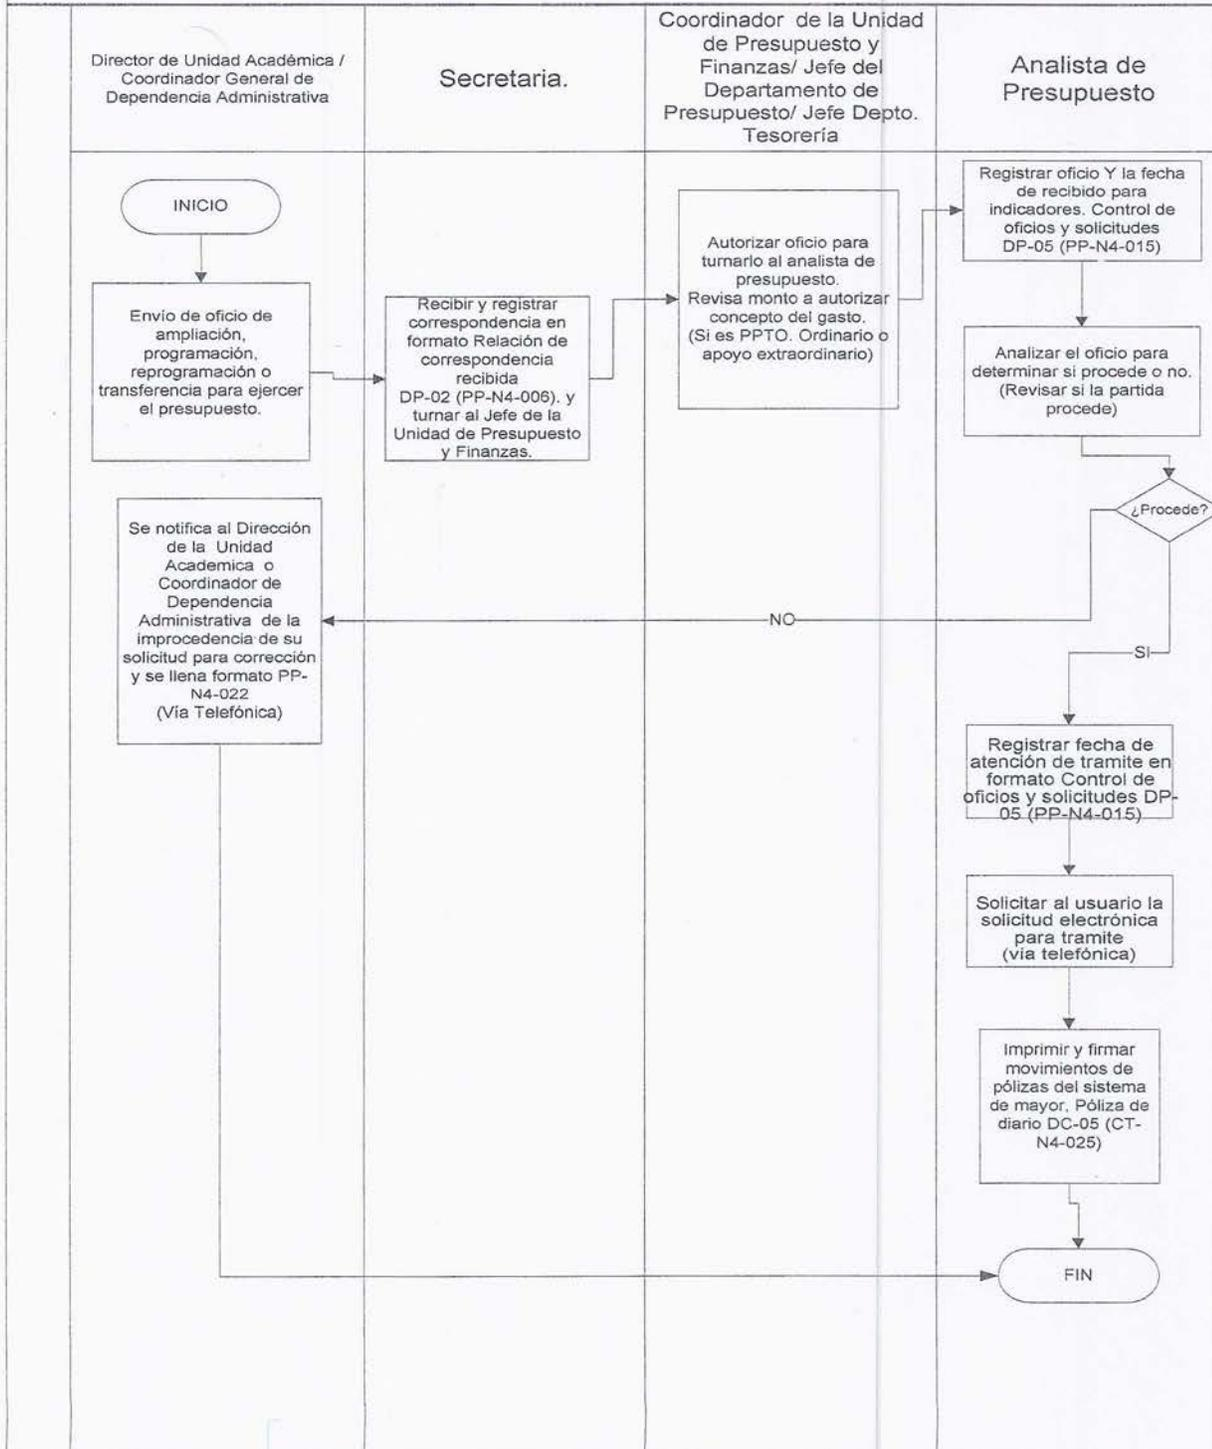 Director de Unidad Académica /
Coordinador General de
Dependencia Administrativa
Secretaria.
Coordinador de la Unidad
de Presupuesto y
Finanzas/ Jefe del
Departamento de
Presupuesto/ Jefe Depto.
Tesorería
Analista de
Presupuesto
INICIO
Envío de oficio de
ampliación,
programación,
reprogramación o
transferencia para ejercer
el presupuesto.
Recibir y registrar
correspondencia en
formato Relación de
correspondencia
recibida
DP-02 (PP-N4-006). y
turnar al Jefe de la
Unidad de Presupuesto
y Finanzas.
Autorizar oficio para
turnarlo al analista de
presupuesto.
Revisa monto a autorizar
concepto del gasto.
(Si es PPTO. Ordinario o
apoyo extraordinario)
Registrar oficio Y la fecha
de recibido para
indicadores. Control de
oficios y solicitudes
DP-05 (PP-N4-015)
Analizar el oficio para
determinar si procede o no.
(Revisar si la partida
procede)
¿Procede?
NO
SI
Se notifica al Dirección
de la Unidad
Academica o
Coordinador de
Dependencia
Administrativa de la
improcedencia de su
solicitud para corrección
y se llena formato PP-
N4-022
(Vía Telefónica)
Registrar fecha de
atención de tramite en
formato Control de
oficios y solicitudes DP-
05 (PP-N4-015)
Solicitar al usuario la
solicitud electrónica
para tramite
(vía telefónica)
Imprimir y firmar
movimientos de
pólizas del sistema
de mayor, Póliza de
diario DC-05 (CT-
N4-025)
FIN